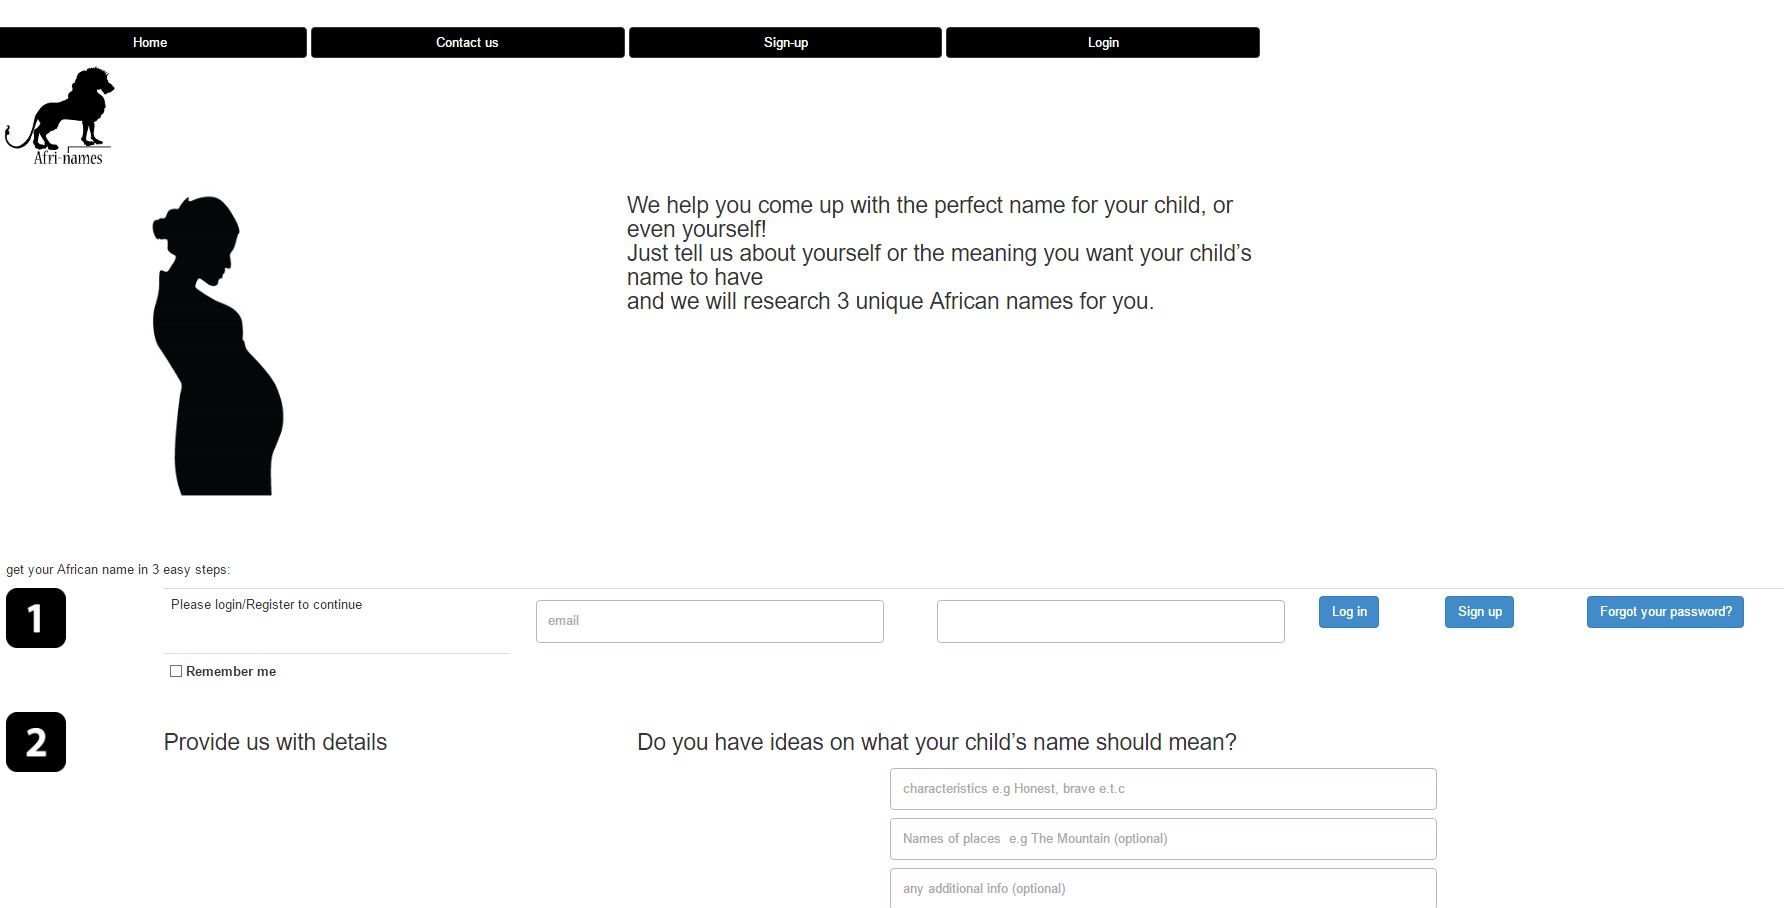 Home
Contact us
Sign-up
Login
Afri-names
We help you come up with the perfect name for your child, or
even yourself!
Just tell us about yourself or the meaning you want your child’s
name to have
and we will research 3 unique African names for you.
get your African name in 3 easy steps:
1
Please login/Register to continue
email
Log in
Sign up
Forgot your password?
Remember me
2
Provide us with details
Do you have ideas on what your child’s name should mean?
characteristics e.g Honest, brave e.t.c
Names of places  e.g The Mountain (optional)
any additional info (optional)